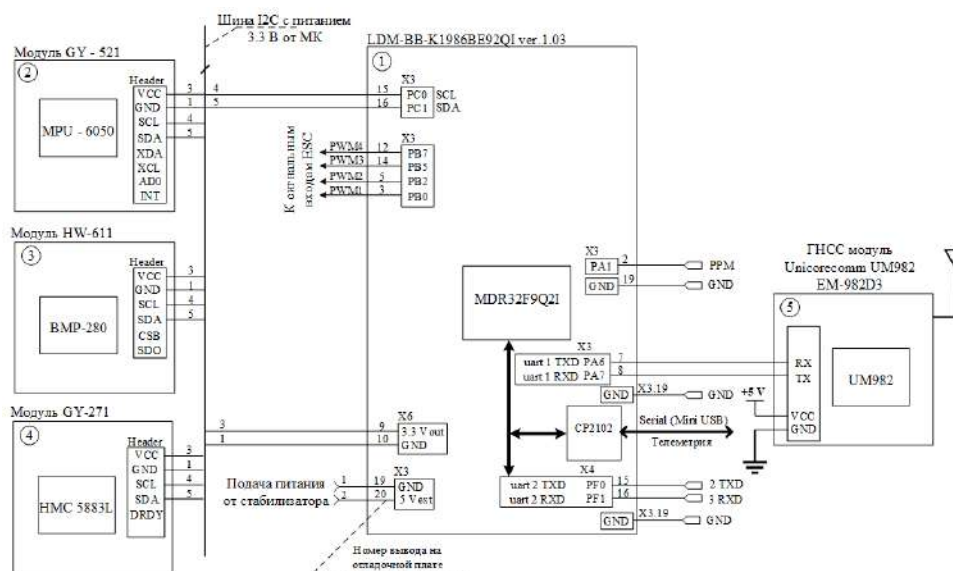 Шина I2C с питанием
3.3 В от МК
LDM-BB-K1986BE92QI ver 1.03
Модуль GY - 521
2
Header
MPU - 6050
VCC
GND
SCL
SDA
XDA
XCL
AD0
INT
3
1
4
5
4
5
1
X3
15
16
PC0
PC1
SCL
SDA
X3
К сигнальным
входам ESC
PWM4 12 PB7
PWM3 14 PB5
PWM2 5 PB2
PWM1 3 PB0
Модуль HW-611
3
Header
BMP-280
VCC
GND
SCL
SDA
CSB
SDO
3
1
4
5
MDR32F9Q2I
X3
PA1 2 PPM
GND 19 GND
ГНСС модуль
Unicorecomm UM982
EM-982D3
5
RX
TX
VCC
GND
UM982
+5 V
X3
uart 1 TXD PA6 7
uart 1 RXD PA7 8
GND X3.19 GND
CP2102
Serial (Mini USB)
Телеметрия
X4
uart 2 TXD PF0 15 2 TXD
uart 2 RXD PF1 16 3 RXD
GND X3.19 GND
Модуль GY-271
4
Header
HMC 5883L
VCC
GND
SCL
SDA
DRDY
3
1
4
5
X6
3 9 3.3 Vout
1 10 GND
X3
Подача питания
от стабилизатора
1 19 GND
2 20 5 Vext
Номер вывода на
отладочной плате